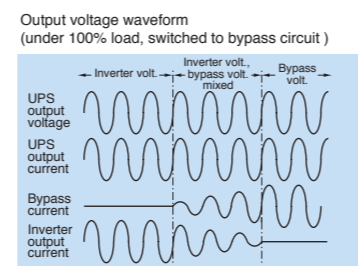 Output voltage waveform
(under 100% load, switched to bypass circuit )
Inverter volt.
Inverter volt.,
bypass volt.
mixed
Bypass
volt.
UPS
output
voltage
UPS
output
current
Bypass
current
Inverter
output
current